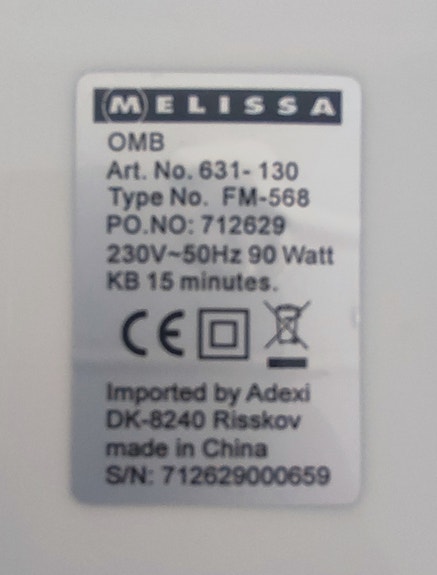 MELISSA
OMB
Art. No. 631- 130
Type No. FM-568
PO.NO: 712629
230V~50Hz 90 Watt
KB 15 minutes.
CE
Imported by Adexi
DK-8240 Risskov
made in China
S/N: 712629000659